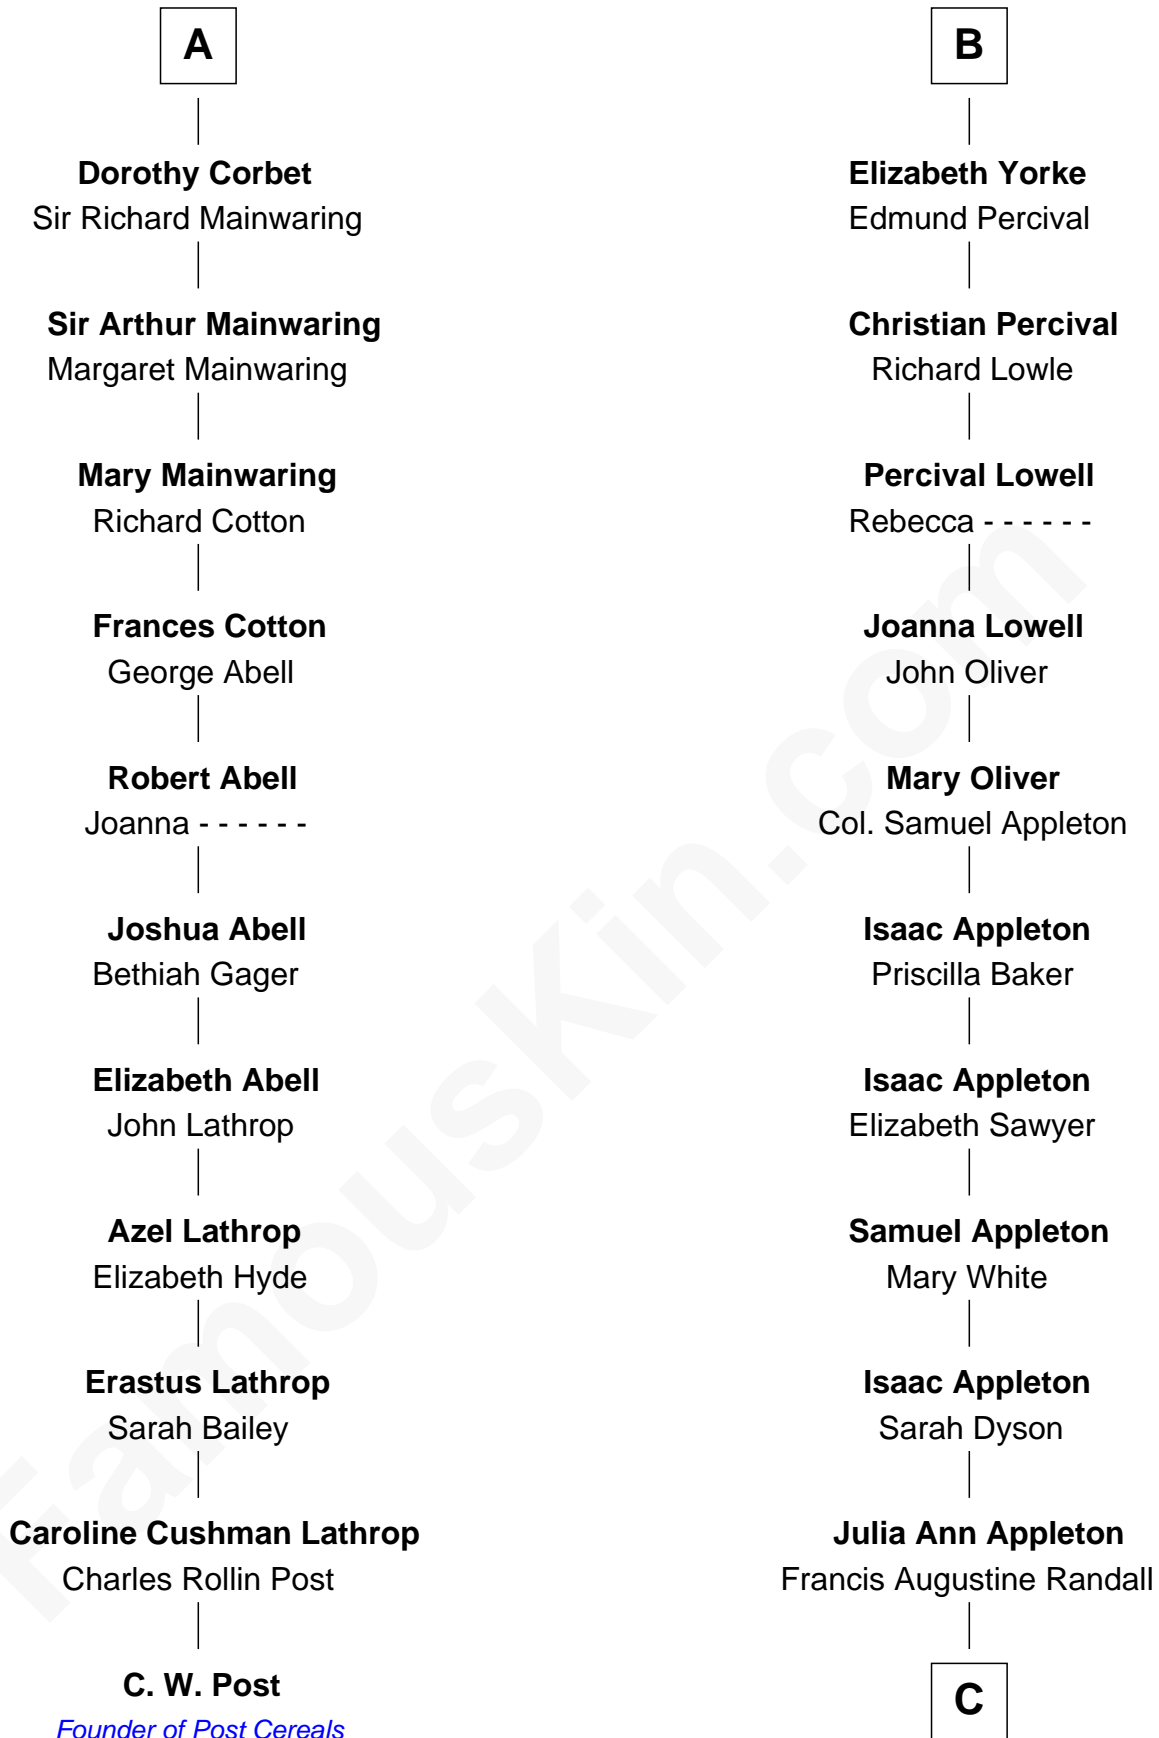 A
Dorothy Corbet
Sir Richard Mainwaring
Sir Arthur Mainwaring
Margaret Mainwaring
Mary Mainwaring
Richard Cotton
Frances Cotton
George Abell
Robert Abell
Joanna - - - - - -
Joshua Abell
Bethiah Gager
Elizabeth Abell
John Lathrop
Azel Lathrop
Elizabeth Hyde
Erastus Lathrop
Sarah Bailey
Caroline Cushman Lathrop
Charles Rollin Post
C. W. Post
Founder of Post Cereals
B
Elizabeth Yorke
Edmund Percival
Christian Percival
Richard Lowle
Percival Lowell
Rebecca - - - - - -
Joanna Lowell
John Oliver
Mary Oliver
Col. Samuel Appleton
Isaac Appleton
Priscilla Baker
Isaac Appleton
Elizabeth Sawyer
Samuel Appleton
Mary White
Isaac Appleton
Sarah Dyson
Julia Ann Appleton
Francis Augustine Randall
C
FamousKin.com